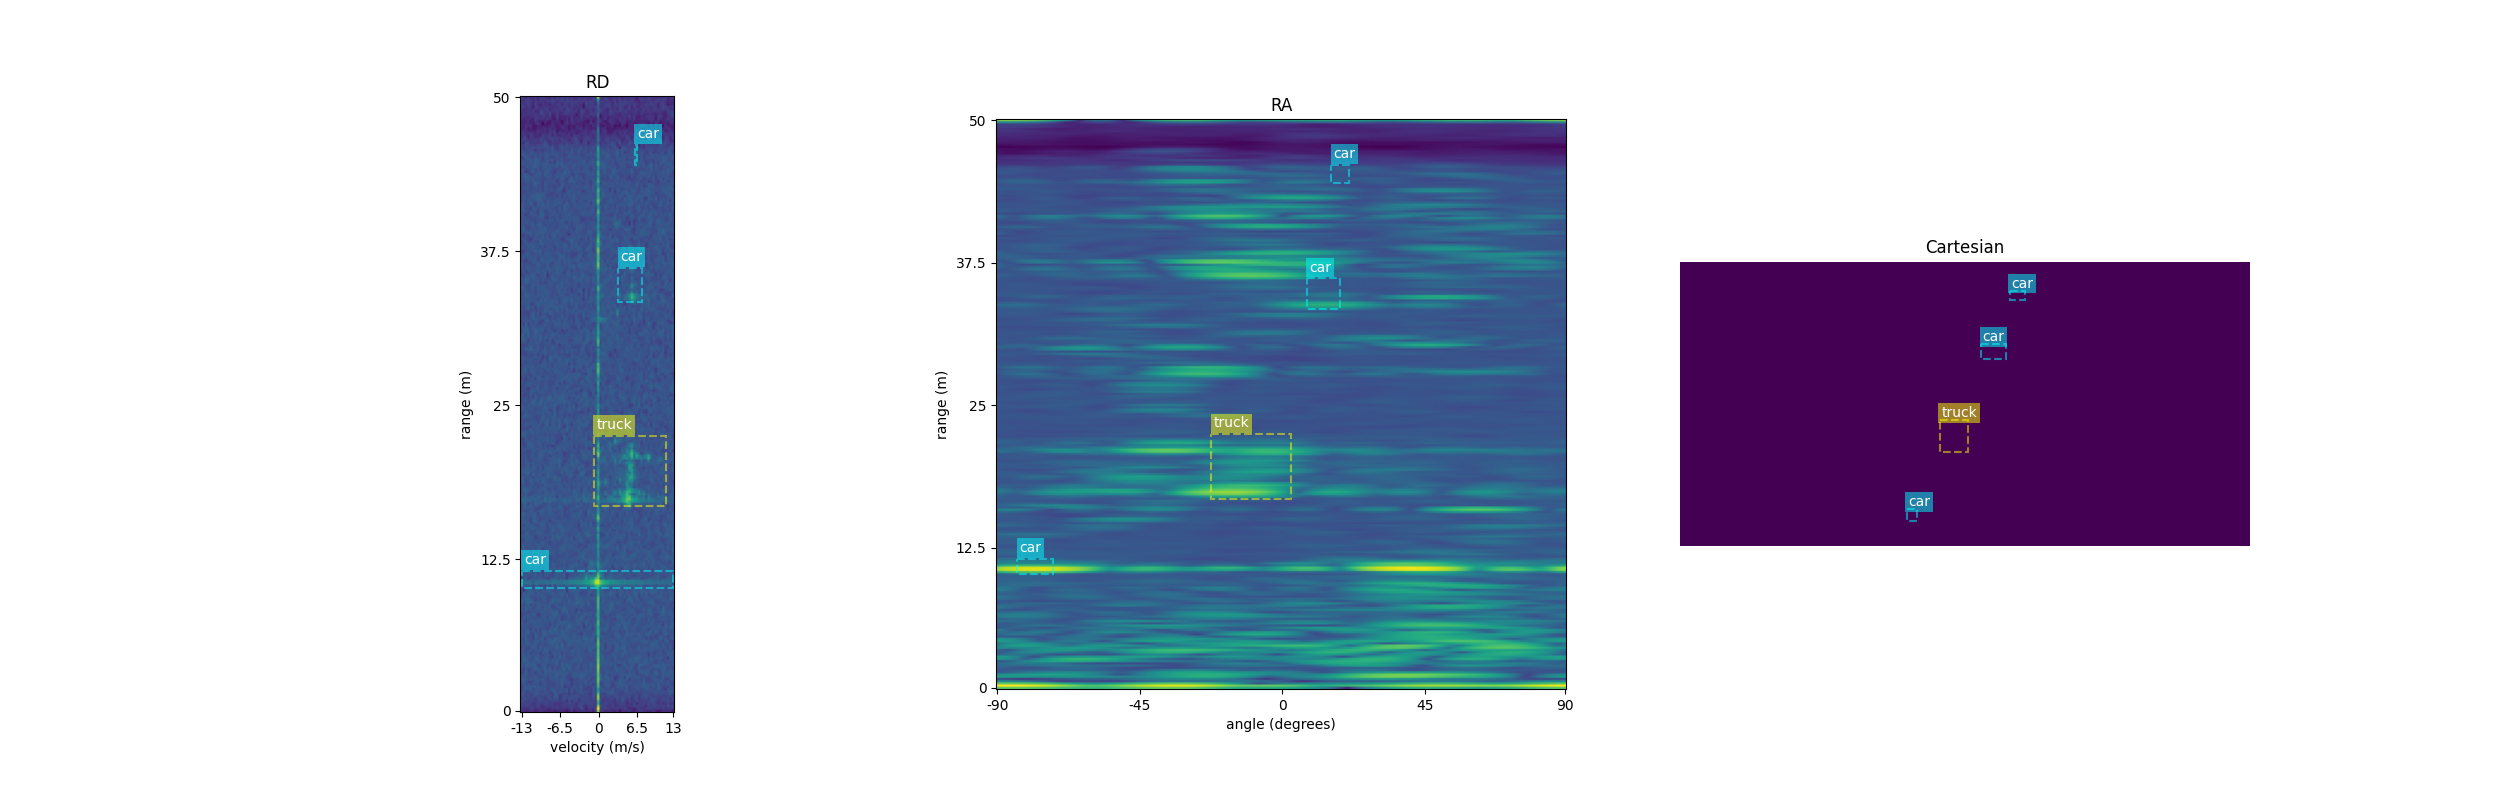 RD
50
37.5
25
12.5
0
range (m)
car
car
truck
car
-13 -6.5 0 6.5 13
velocity (m/s)
RA
50
37.5
25
12.5
0
range (m)
car
car
truck
car
-90 -45 0 45 90
angle (degrees)
Cartesian
car
car
truck
car